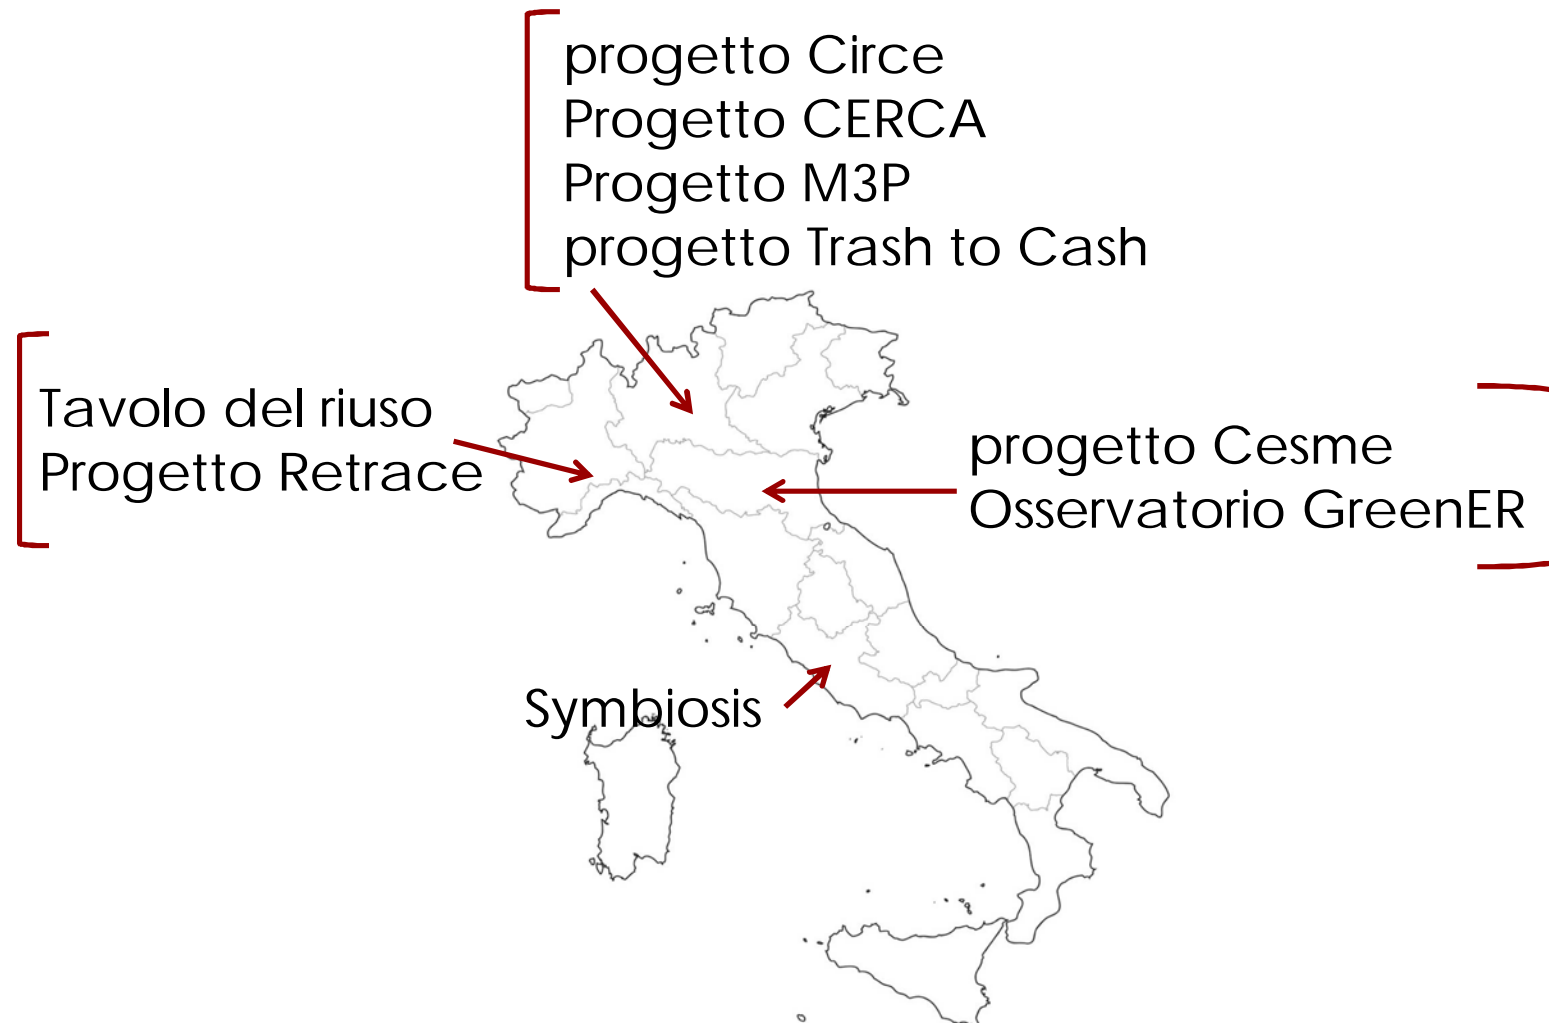 progetto Circe
Progetto CERCA
Progetto M3P
progetto Trash to Cash
Tavolo del riuso
Progetto Retrace
progetto Cesme
Osservatorio GreenER
Symbiosis